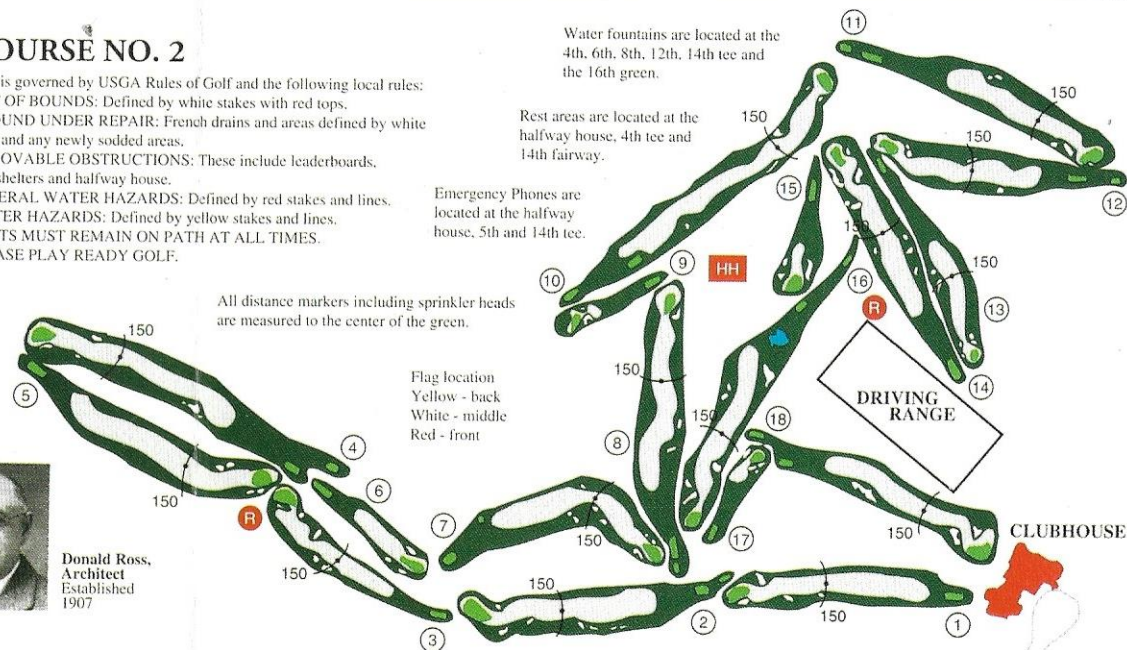 OURSE NO. 2
is governed by USGA Rules of Golf and the following local rules:
OF BOUNDS: Defined by white stakes with red tops.
OUND UNDER REPAIR: French drains and areas defined by white
and any newly sodded areas.
OVABLE OBSTRUCTIONS: These include leaderboards,
shelters and halfway house.
ERAL WATER HAZARDS: Defined by red stakes and lines.
TER HAZARDS: Defined by yellow stakes and lines.
TS MUST REMAIN ON PATH AT ALL TIMES.
ASE PLAY READY GOLF.
Water fountains are located at the
4th, 6th, 8th, 12th, 14th tee and
the 16th green.
Rest areas are located at the
halfway house, 4th tee and
14th fairway.
Emergency Phones are
located at the halfway
house, 5th and 14th tee.
All distance markers including sprinkler heads
are measured to the center of the green.
Flag location
Yellow - back
White - middle
Red - front
11
150
150
150
12
15
10
9
HH
150
16
R
150
13
14
DRIVING
RANGE
150
5
4
150
8
150
18
6
150
R
7
150
17
150
CLUBHOUSE
150
3
150
2
150
1
Donald Ross,
Architect
Established
1907